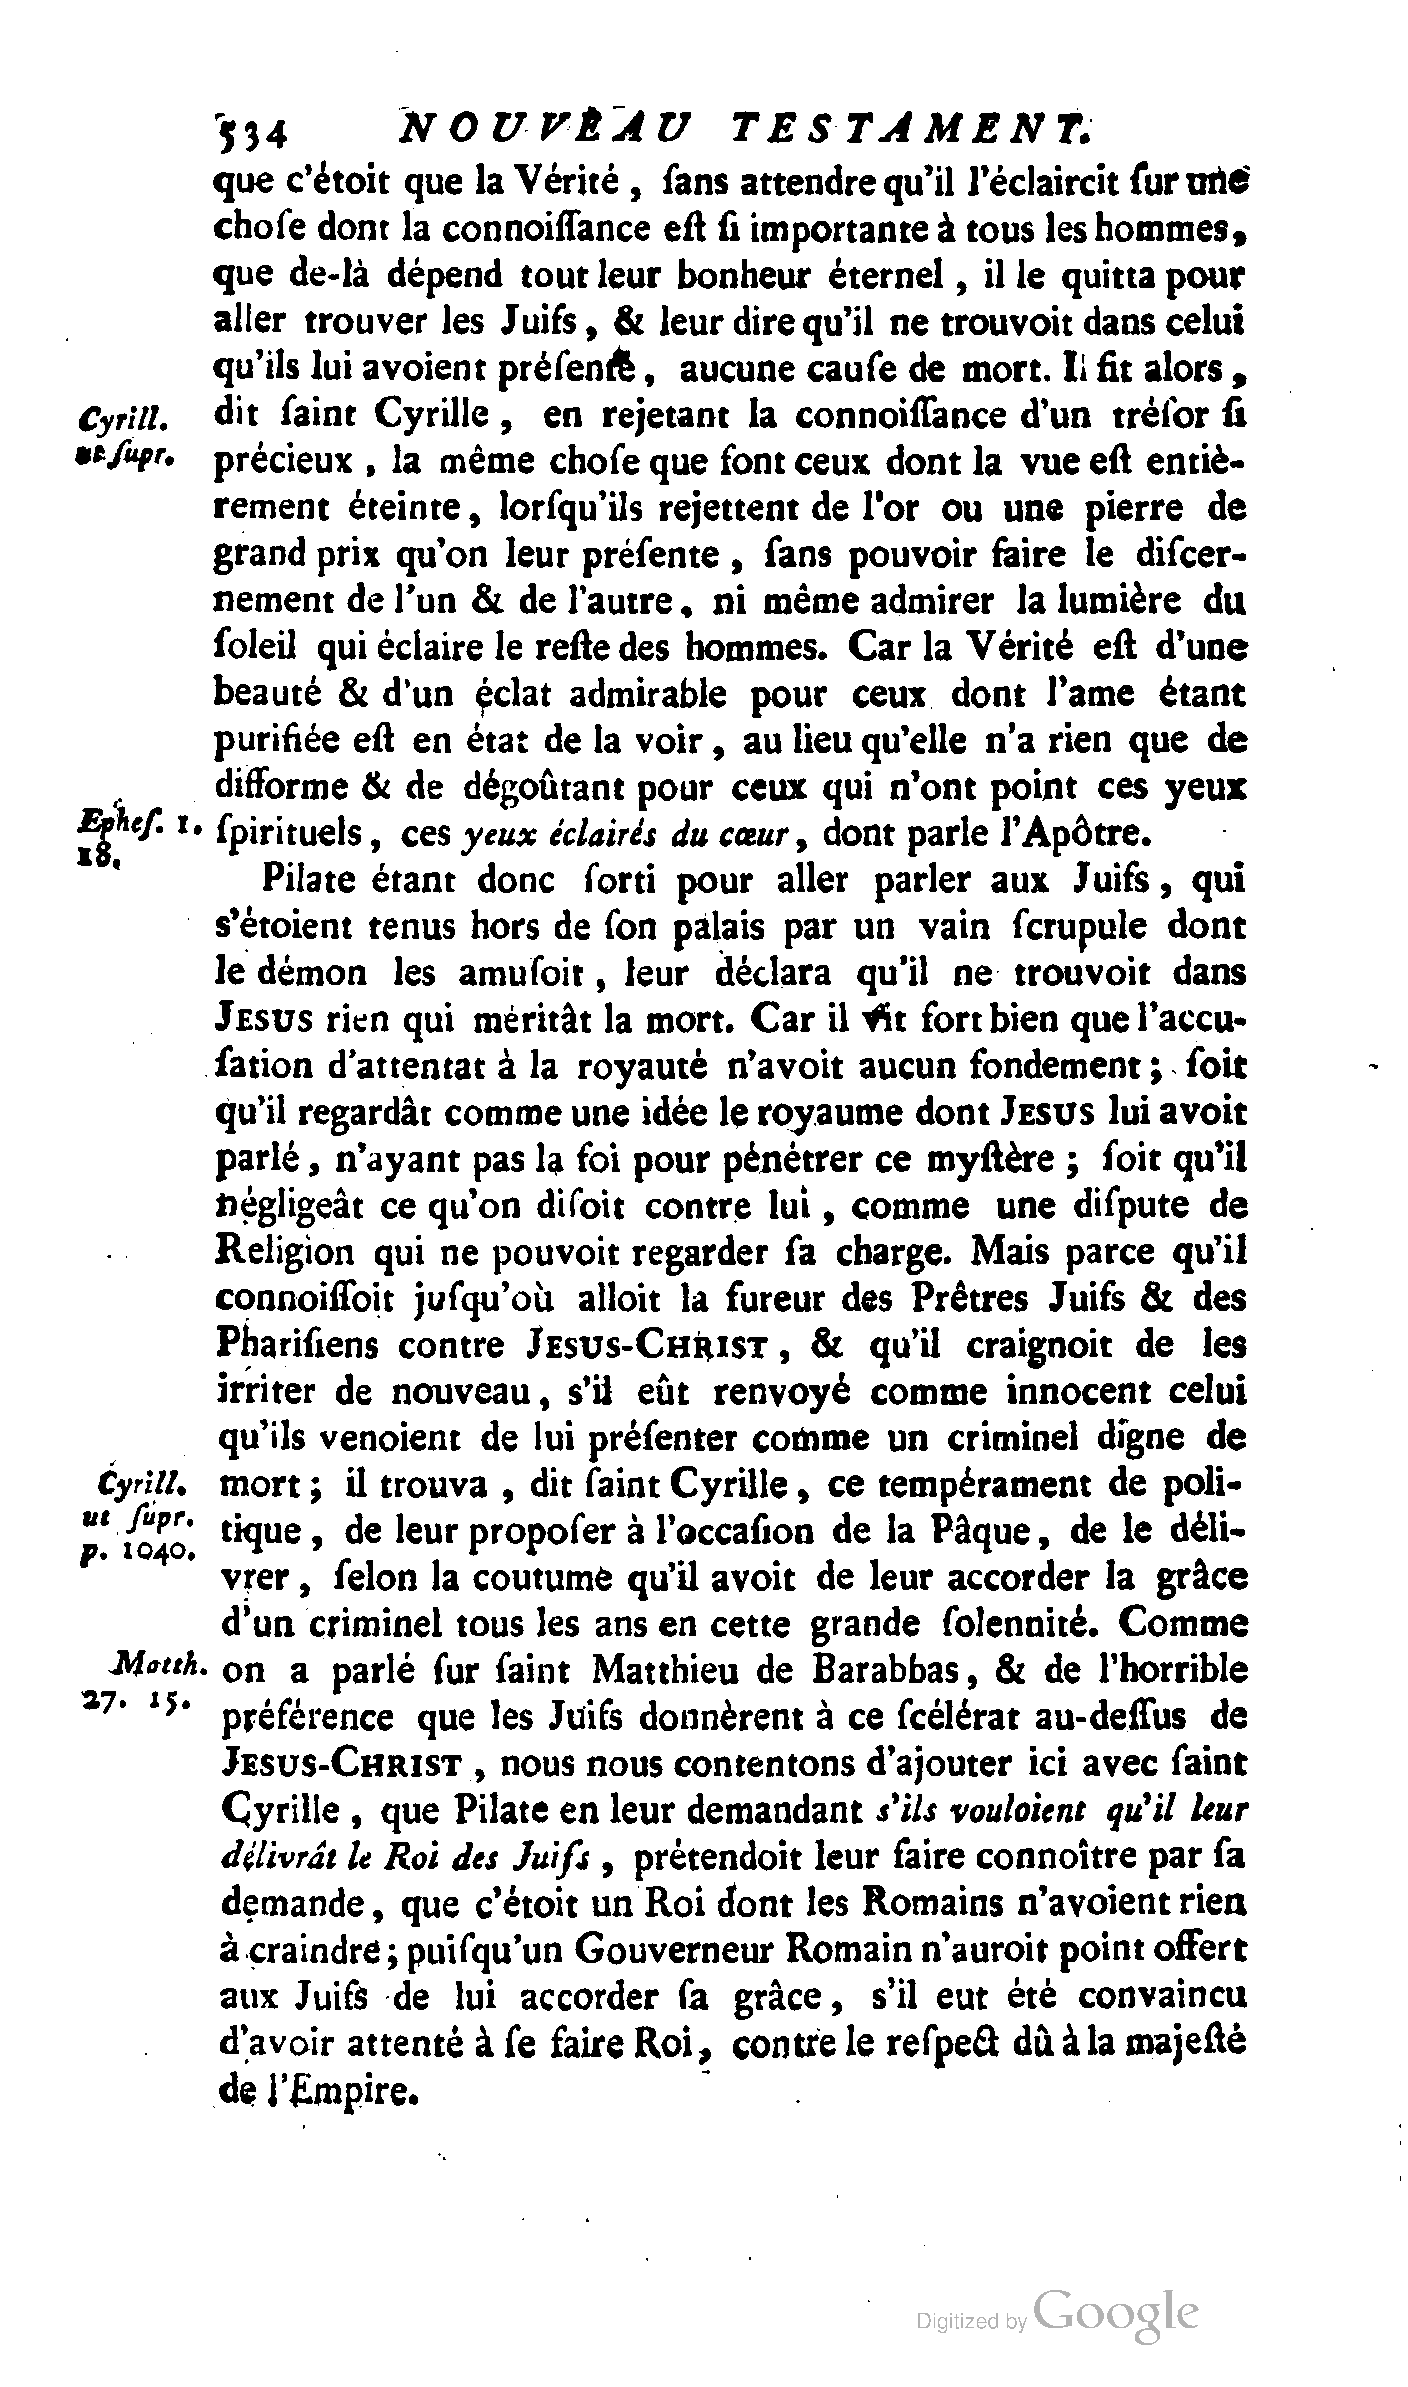 534 NOUVEAU TESTAMENT.
que c'étoit que la Vérité, ſans attendre qu'il l'éclaircit ſur une
choſe dont la connoiſſance eſt ſi importante à tous les hommes,
que de-là dépend tout leur bonheur éternel, il le quitta pour
aller trouver les Juifs, & leur dire qu'il ne trouvoit dans celui
qu'ils lui avoient préſenté, aucune cauſe de mort. Il fit alors,
Cyrill. dit ſaint Cyrille, en rejetant la connoiſſance d'un tréſor ſi
ut ſupr. précieux, la même choſe que font ceux dont la vue eſt entiè-
rement éteinte, lorſqu'ils rejettent de l'or ou une pierre de
grand prix qu'on leur préſente, ſans pouvoir faire le diſcer-
nement de l'un & de l'autre, ni même admirer la lumière du
ſoleil qui éclaire le reſte des hommes. Car la Vérité eſt d'une
beauté & d'un éclat admirable pour ceux dont l'ame étant
purifiée eſt en état de la voir, au lieu qu'elle n'a rien que de
difforme & de dégoûtant pour ceux qui n'ont point ces yeux
Epheſ. 1. ſpirituels, ces yeux éclairés du cœur, dont parle l'Apôtre.
18.
Pilate étant donc ſorti pour aller parler aux Juifs, qui
s'étoient tenus hors de ſon palais par un vain ſcrupule dont
le démon les amuſoit, leur déclara qu'il ne trouvoit dans
JESUS rien qui méritât la mort. Car il vit fort bien que l'accu-
ſation d'attentat à la royauté n'avoit aucun fondement; ſoit
qu'il regardât comme une idée le royaume dont JESUS lui avoit
parlé, n'ayant pas la foi pour pénétrer ce myſtère; ſoit qu'il
négligeât ce qu'on diſoit contre lui, comme une diſpute de
Religion qui ne pouvoit regarder ſa charge. Mais parce qu'il
connoiſſoit juſqu'où alloit la fureur des Prêtres Juifs & des
Phariſiens contre JESUS-CHRIST, & qu'il craignoit de les
irriter de nouveau, s'il eût renvoyé comme innocent celui
qu'ils venoient de lui préſenter comme un criminel digne de
Cyrill. mort; il trouva, dit ſaint Cyrille, ce tempérament de poli-
ut ſupr. tique, de leur propoſer à l'occaſion de la Pâque, de le déli-
p. 1040.
vrer, ſelon la coutume qu'il avoit de leur accorder la grâce
d'un criminel tous les ans en cette grande ſolennité. Comme
Matth. on a parlé ſur ſaint Matthieu de Barabbas, & de l'horrible
27. 15. préférence que les Juifs donnèrent à ce ſcélérat au-deſſus de
JESUS-CHRIST, nous nous contentons d'ajouter ici avec ſaint
Cyrille, que Pilate en leur demandant s'ils vouloient qu'il leur
délivrât le Roi des Juifs, prétendoit leur faire connoître par ſa
demande, que c'étoit un Roi dont les Romains n'avoient rien
à craindre; puiſqu'un Gouverneur Romain n'auroit point offert
aux Juifs de lui accorder ſa grâce, s'il eut été convaincu
d'avoir attenté à ſe faire Roi, contre le reſpect dû à la majeſté
de l'Empire.
Digitized by Google